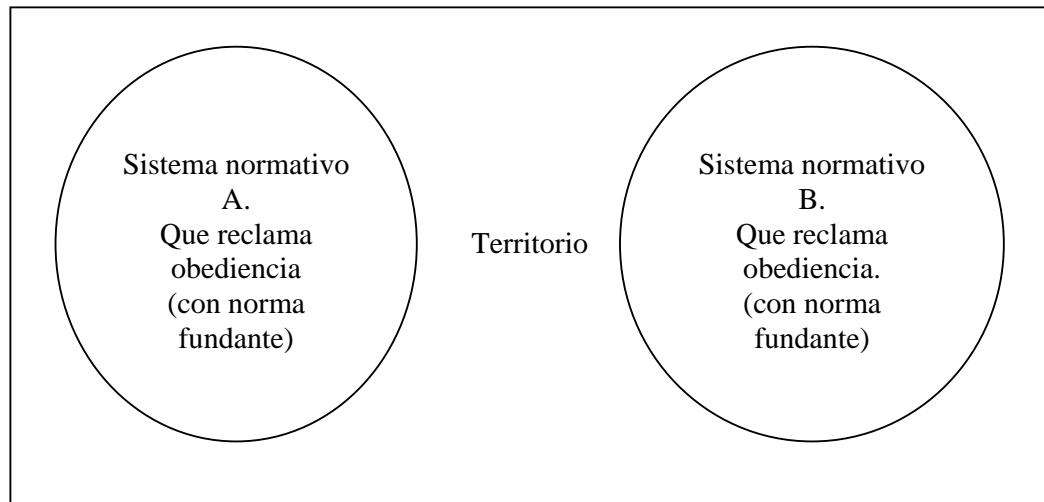 Sistema normativo
A.
Que reclama
obediencia
(con norma
fundante)
Territorio
Sistema normativo
B.
Que reclama
obediencia.
(con norma
fundante)